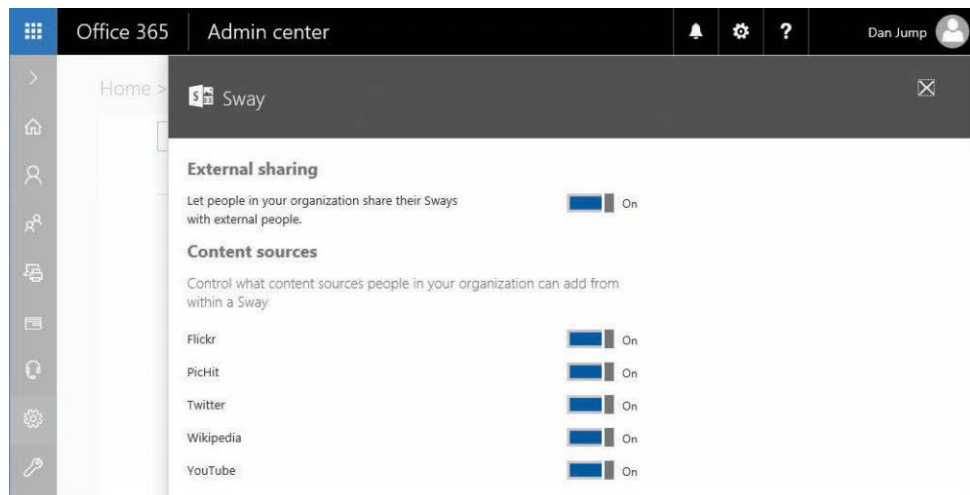 Office 365
Admin center
?
Dan Jump
Home >
S
Sway
External sharing
Let people in your organization share their Sways
On
with external people.
Content sources
Control what content sources people in your organization can add from
within a Sway
Flickr
On
PicHit
On
Twitter
On
Wikipedia
On
YouTube
On